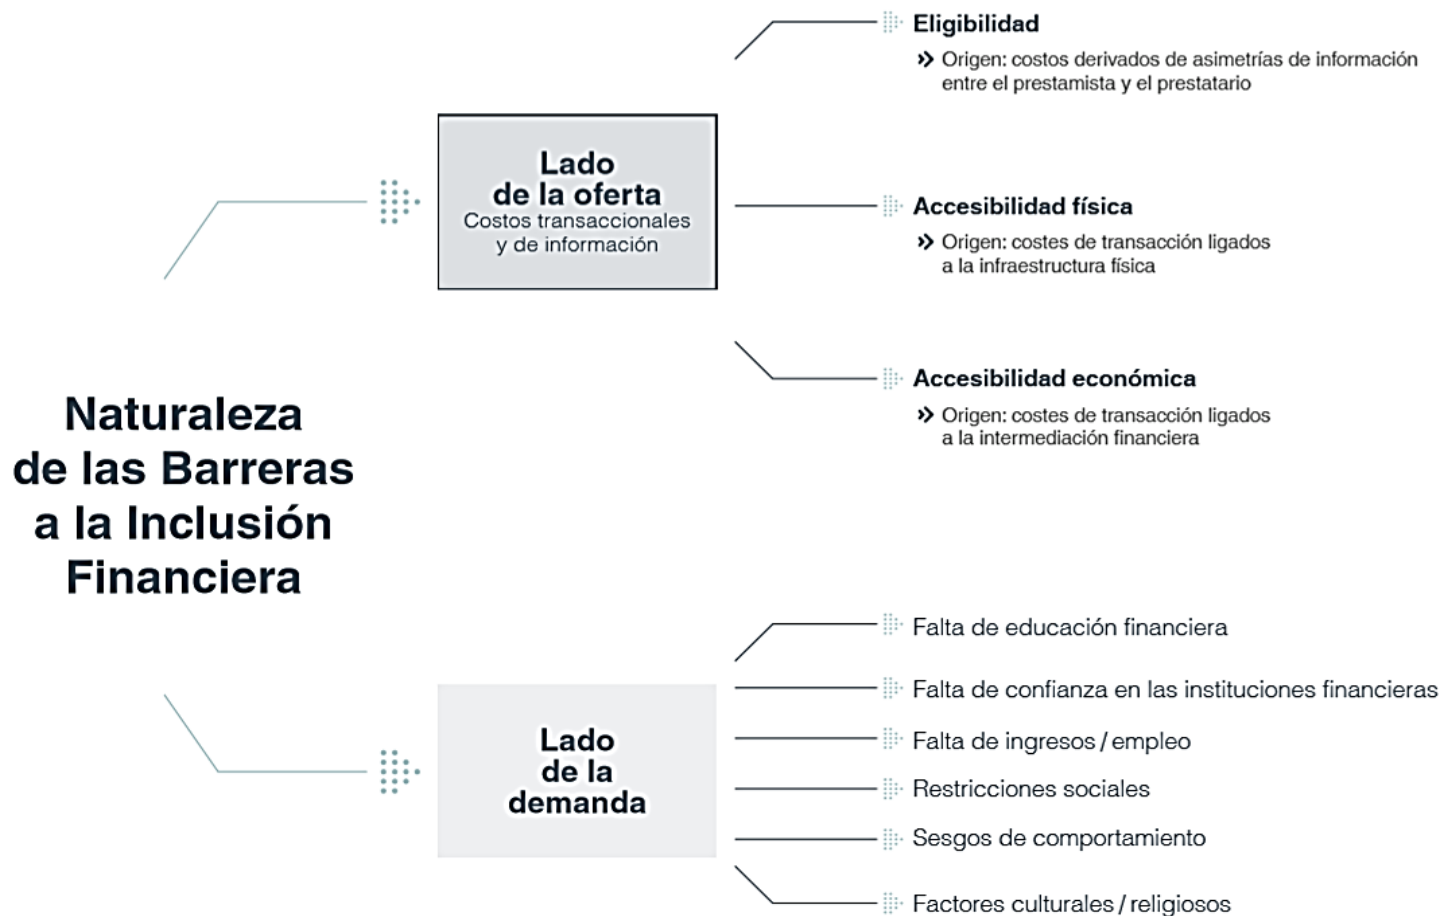 Naturaleza
de las Barreras
a la Inclusión
Financiera
Lado
de la oferta
Costos transaccionales
y de información
Eligibilidad
Origen: costos derivados de asimetrías de información
entre el prestamista y el prestatario
Accesibilidad física
Origen: costes de transacción ligados
a la infraestructura física
Accesibilidad económica
Origen: costes de transacción ligados
a la intermediación financiera
Lado
de la
demanda
Falta de educación financiera
Falta de confianza en las instituciones financieras
Falta de ingresos / empleo
Restricciones sociales
Sesgos de comportamiento
Factores culturales / religiosos